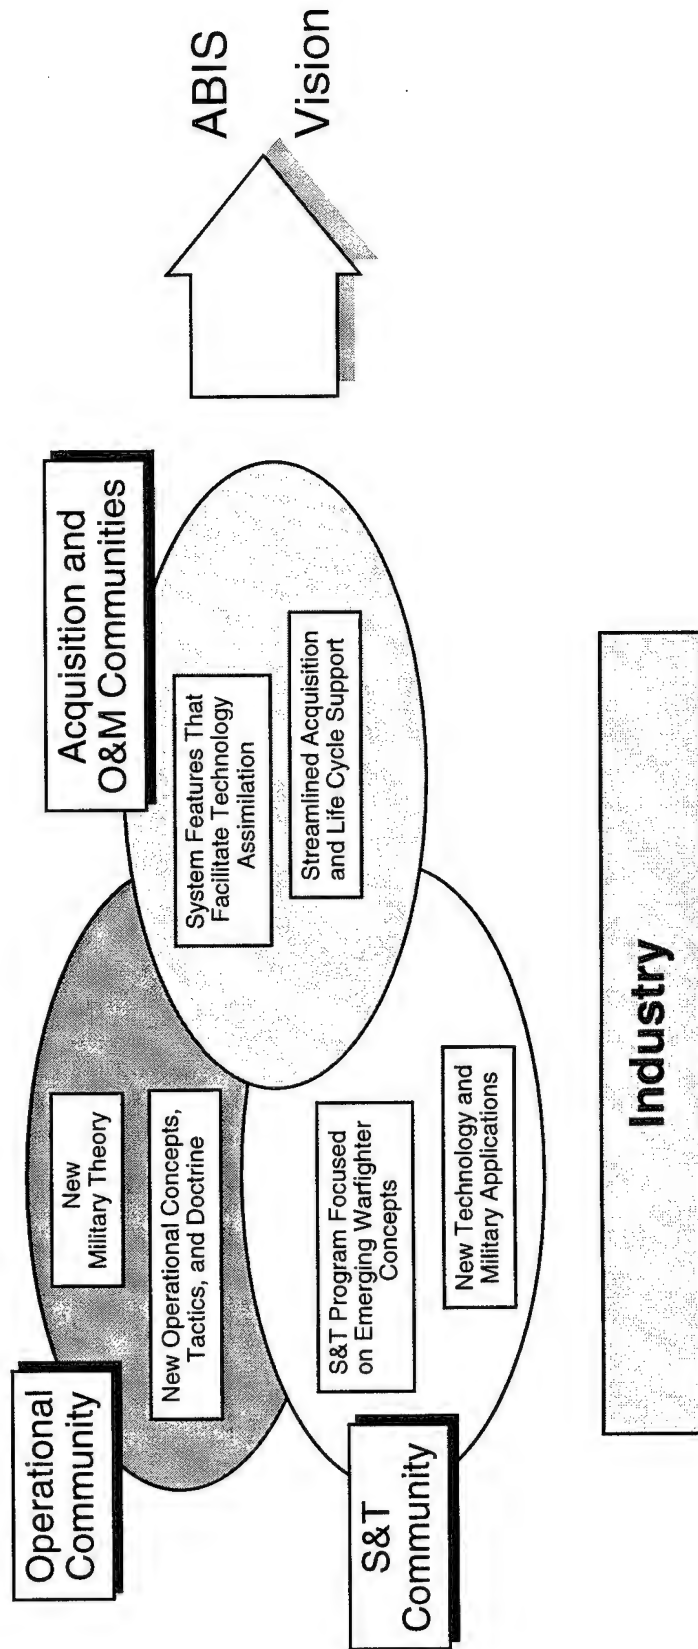 Operational
Community
New
Military Theory
New Operational Concepts,
Tactics, and Doctrine
S&T
Community
S&T Program Focused
on Emerging Warfighter
Concepts
New Technology and
Military Applications
Acquisition and
O&M Communities
System Features That
Facilitate Technology
Assimilation
Streamlined Acquisition
and Life Cycle Support
ABIS
Vision
Industry